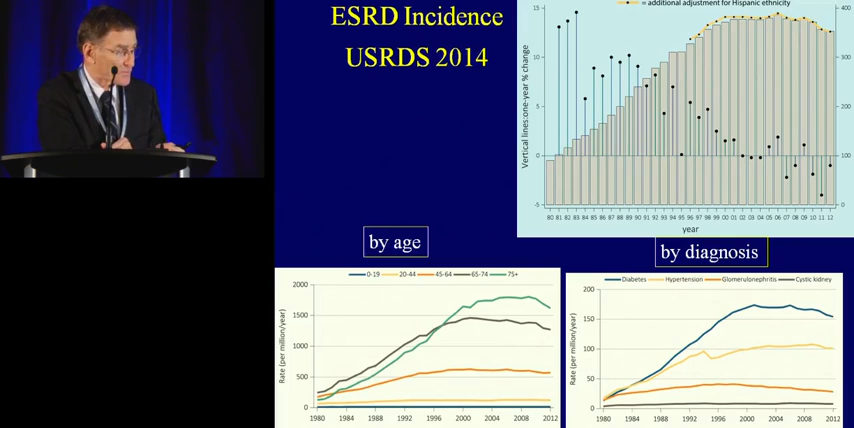 ESRD Incidence
USRDS 2014
= additional adjustment for Hispanic ethnicity
Vertical lines:one-year % change
15
10
5
0
-5
400
300
200
100
0
80 81 82 83 84 85 86 87 88 89 90 91 92 93 94 95 96 97 98 99 00 01 02 03 04 05 06 07 08 09 10 11 12
year
by age
by diagnosis
0-19 20-44 45-64 65-74 75+
Rate (per million/year)
2000
1500
1000
500
0
1980 1984 1988 1992 1996 2000 2004 2008 2012
Diabetes Hypertension Glomerulonephritis Cystic kidney
Rate (per million/year)
200
150
100
50
0
1980 1984 1988 1992 1996 2000 2004 2008 2012